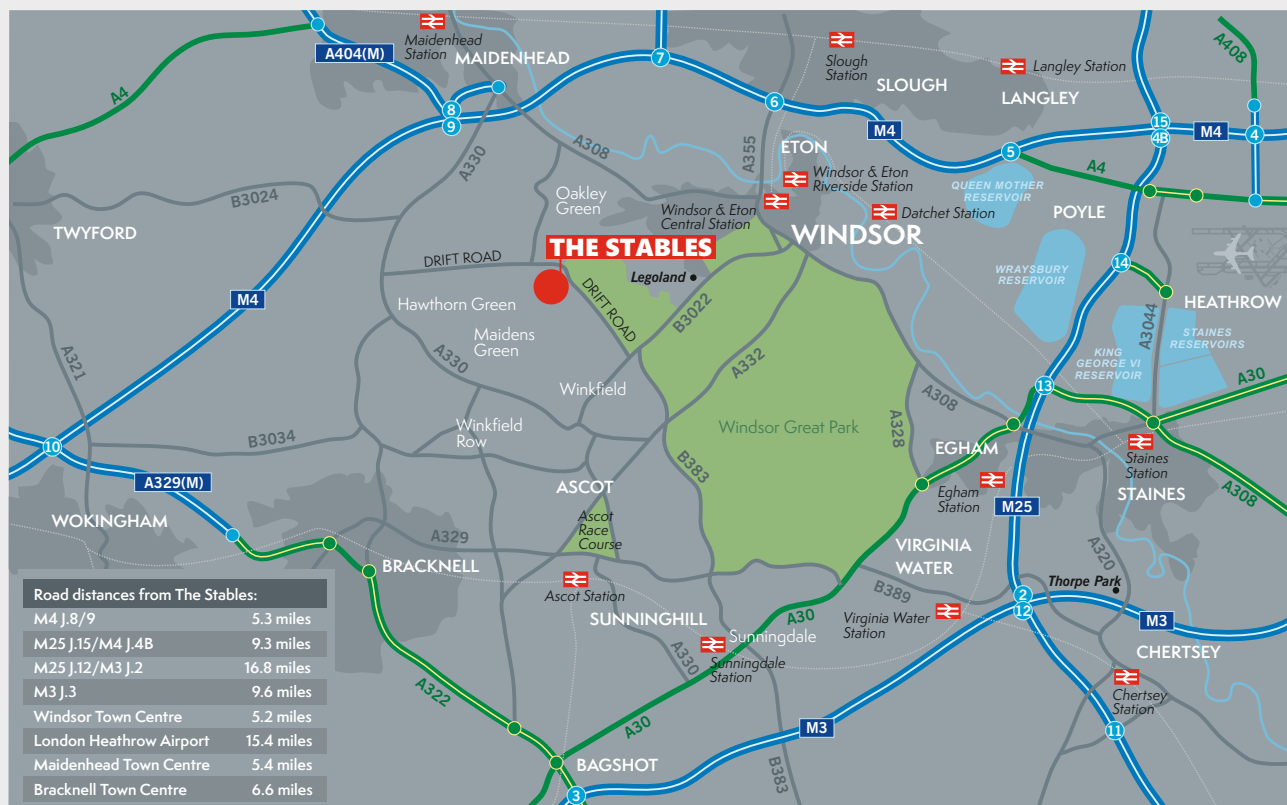 Maidenhead
Station
A404(M)
MAIDENHEAD
7
Slough
Station
SLOUGH
Langley Station
LANGLEY
A408
A4
8
9
6
M4
15
4B
M4
4
A330
A308
A355
ETON
5
A4
Windsor & Eton
Riverside Station
QUEEN MOTHER
RESERVOIR
Oakley
Green
B3024
Windsor & Eton
Central Station
Datchet Station
POYLE
TWYFORD
WINDSOR
THE STABLES
DRIFT ROAD
Legoland
WRAYSBURY
RESERVOIR
14
M4
DRIFT ROAD
B3022
Hawthorn Green
HEATHROW
A3044
Maidens
Green
STAINES
RESERVOIRS
KING
GEORGE VI
RESERVOIR
A321
A330
A332
A30
Winkfield
13
A308
A328
Winkfield
Row
Windsor Great Park
B3034
10
EGHAM
Staines
Station
B383
A329(M)
ASCOT
Egham
Station
STAINES
A308
M25
WOKINGHAM
Ascot
Race
Course
A329
VIRGINIA
WATER
A320
BRACKNELL
Thorpe Park
B389
2
12
Ascot Station
SUNNINGHILL
A30
Virginia Water
Station
M3
Sunningdale
CHERTSEY
A330
Sunningdale
Station
Chertsey
Station
A322
A30
M3
11
BAGSHOT
B383
3
Road distances from The Stables:
M4 J.8/9 5.3 miles
M25 J.15/M4 J.4B 9.3 miles
M25 J.12/M3 J.2 16.8 miles
M3 J.3 9.6 miles
Windsor Town Centre 5.2 miles
London Heathrow Airport 15.4 miles
Maidenhead Town Centre 5.4 miles
Bracknell Town Centre 6.6 miles